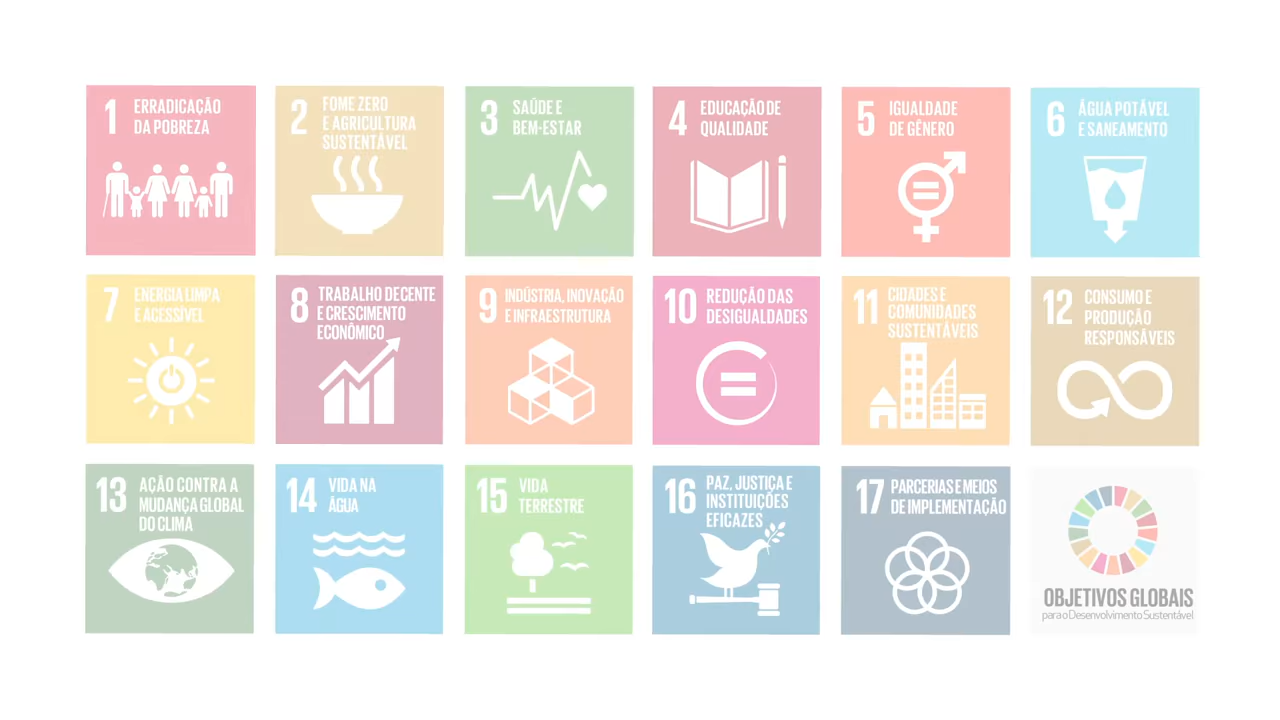 1 ERRADICAÇÃO
DA POBREZA
2 FOME ZERO
E AGRICULTURA
SUSTENTÁVEL
3 SAÚDE E
BEM-ESTAR
4 EDUCAÇÃO DE
QUALIDADE
5 IGUALDADE
DE GÊNERO
6 ÁGUA POTÁVEL
E SANEAMENTO
7 ENERGIA LIMPA
E ACESSÍVEL
8 TRABALHO DECENTE
E CRESCIMENTO
ECONÔMICO
9 INDÚSTRIA, INOVAÇÃO
E INFRAESTRUTURA
10 REDUÇÃO DAS
DESIGUALDADES
11 CIDADES E
COMUNIDADES
SUSTENTÁVEIS
12 CONSUMO E
PRODUÇÃO
RESPONSÁVEIS
13 AÇÃO CONTRA A
MUDANÇA GLOBAL
DO CLIMA
14 VIDA NA
ÁGUA
15 VIDA
TERRESTRE
16 PAZ, JUSTIÇA E
INSTITUIÇÕES
EFICAZES
17 PARCERIAS E MEIOS
DE IMPLEMENTAÇÃO
OBJETIVOS GLOBAIS
para o Desenvolvimento Sustentável